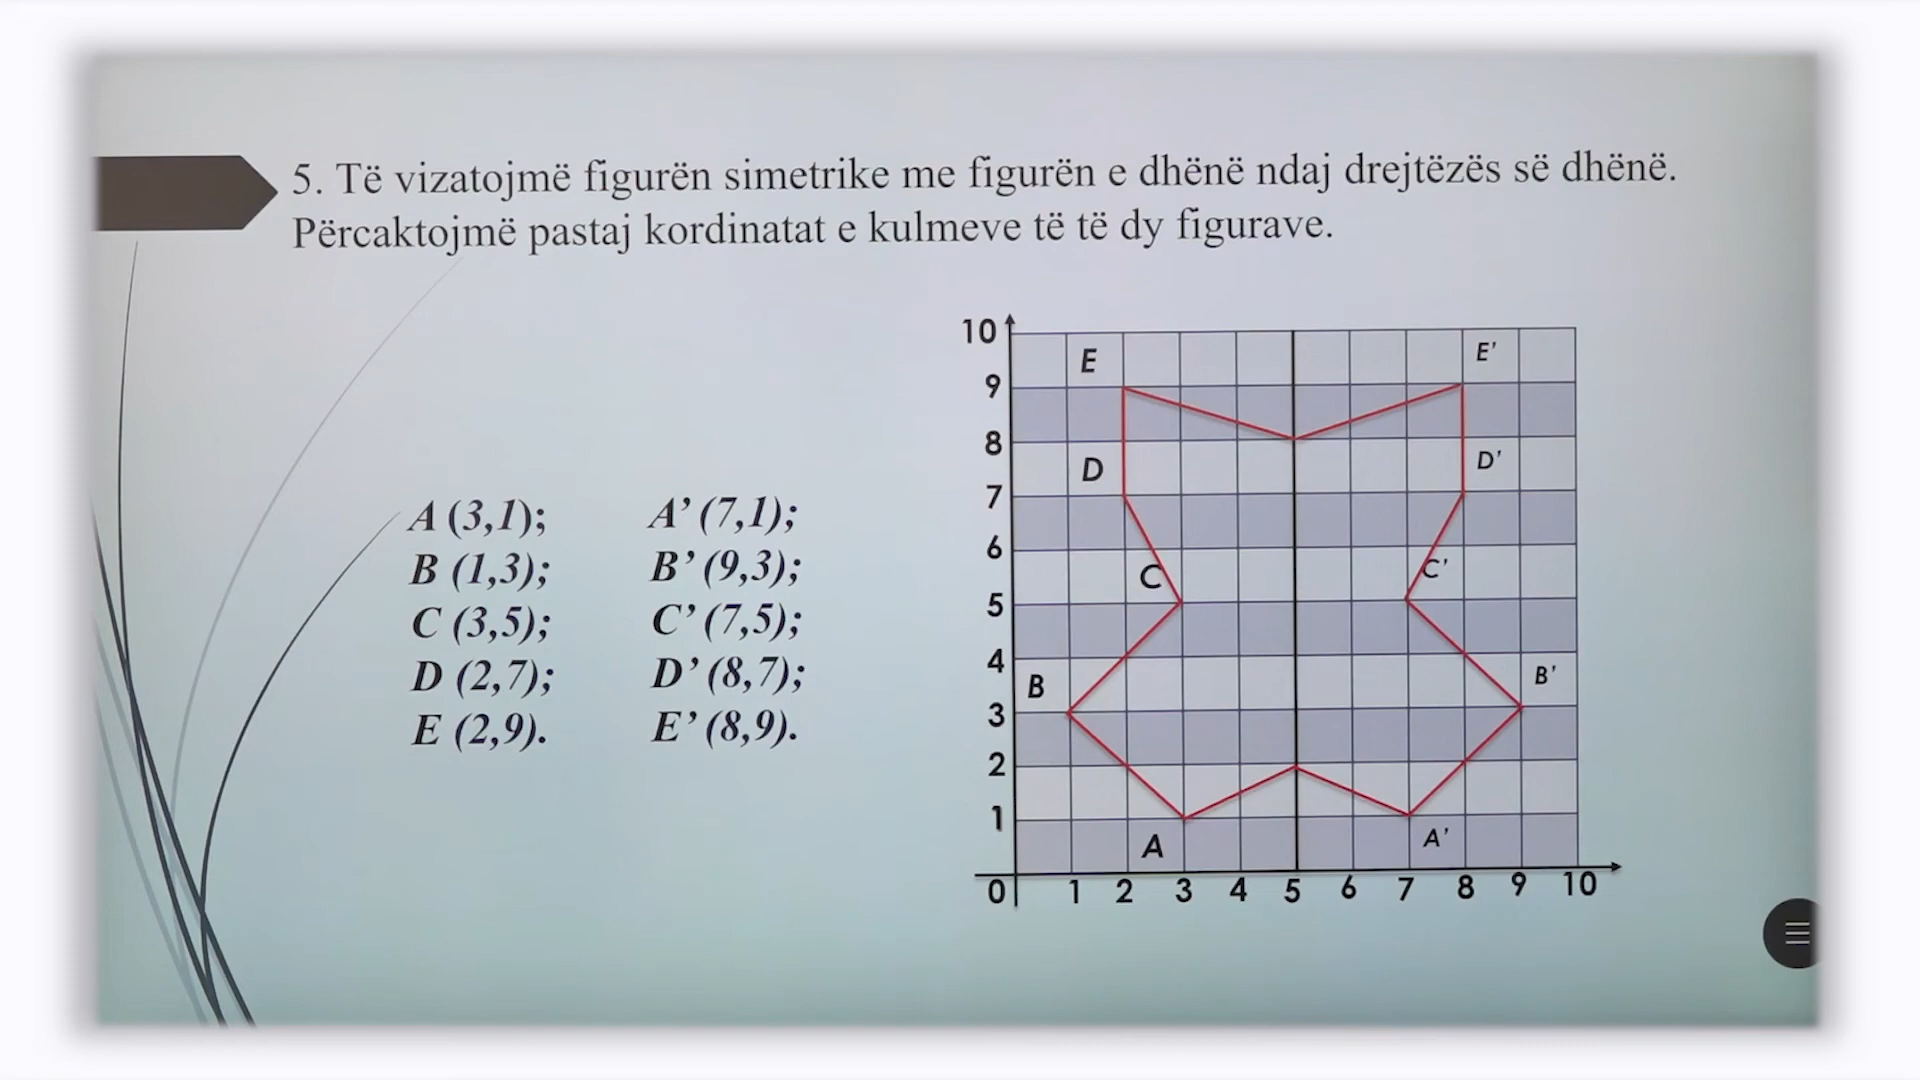 5. Të vizatojmë figurën simetrike me figurën e dhënë ndaj drejtëzës së dhënë.
Përcaktojmë pastaj kordinatat e kulmeve të të dy figurave.
A (3,1); A’ (7,1);
B (1,3); B’ (9,3);
C (3,5); C’ (7,5);
D (2,7); D’ (8,7);
E (2,9). E’ (8,9).
10
E E'
9
8
D D'
7
6
C C'
5
4
B B'
3
2
1
A A'
0 1 2 3 4 5 6 7 8 9 10